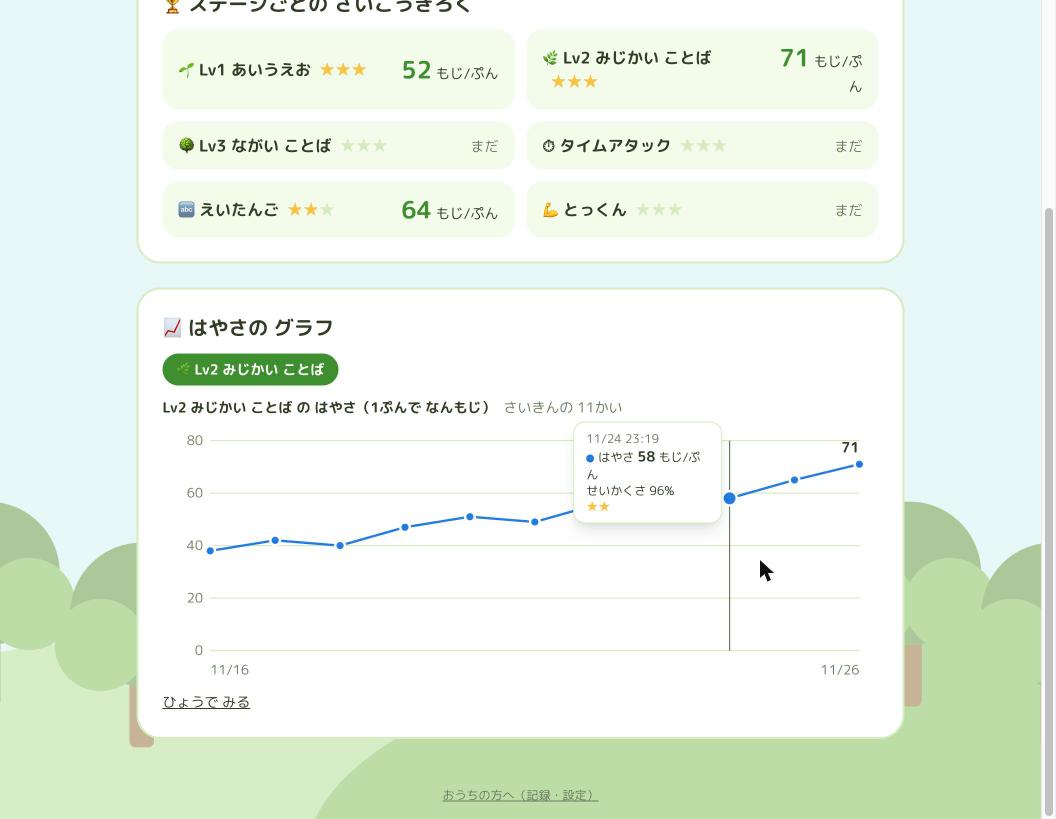 🏆 ステージごとの さいこうきろく
🌱 Lv1 あいうえお ★★★ 52 もじ/ぷん
🌿 Lv2 みじかい ことば ★★★ 71 もじ/ぷ
ん
🌳 Lv3 ながい ことば ★★★ まだ
⏱ タイムアタック ★★★ まだ
🔤 えいたんご ★★★ 64 もじ/ぷん
💪 とっくん ★★★ まだ
📈 はやさの グラフ
🌿 Lv2 みじかい ことば
Lv2 みじかい ことば の はやさ（1ぷんで なんもじ） さいきんの 11かい
80
60
40
20
0
11/24 23:19
はやさ 58 もじ/ぷ
ん
せいかくさ 96%
★★
71
11/16
11/26
ひょうで みる
おうちの方へ（記録・設定）